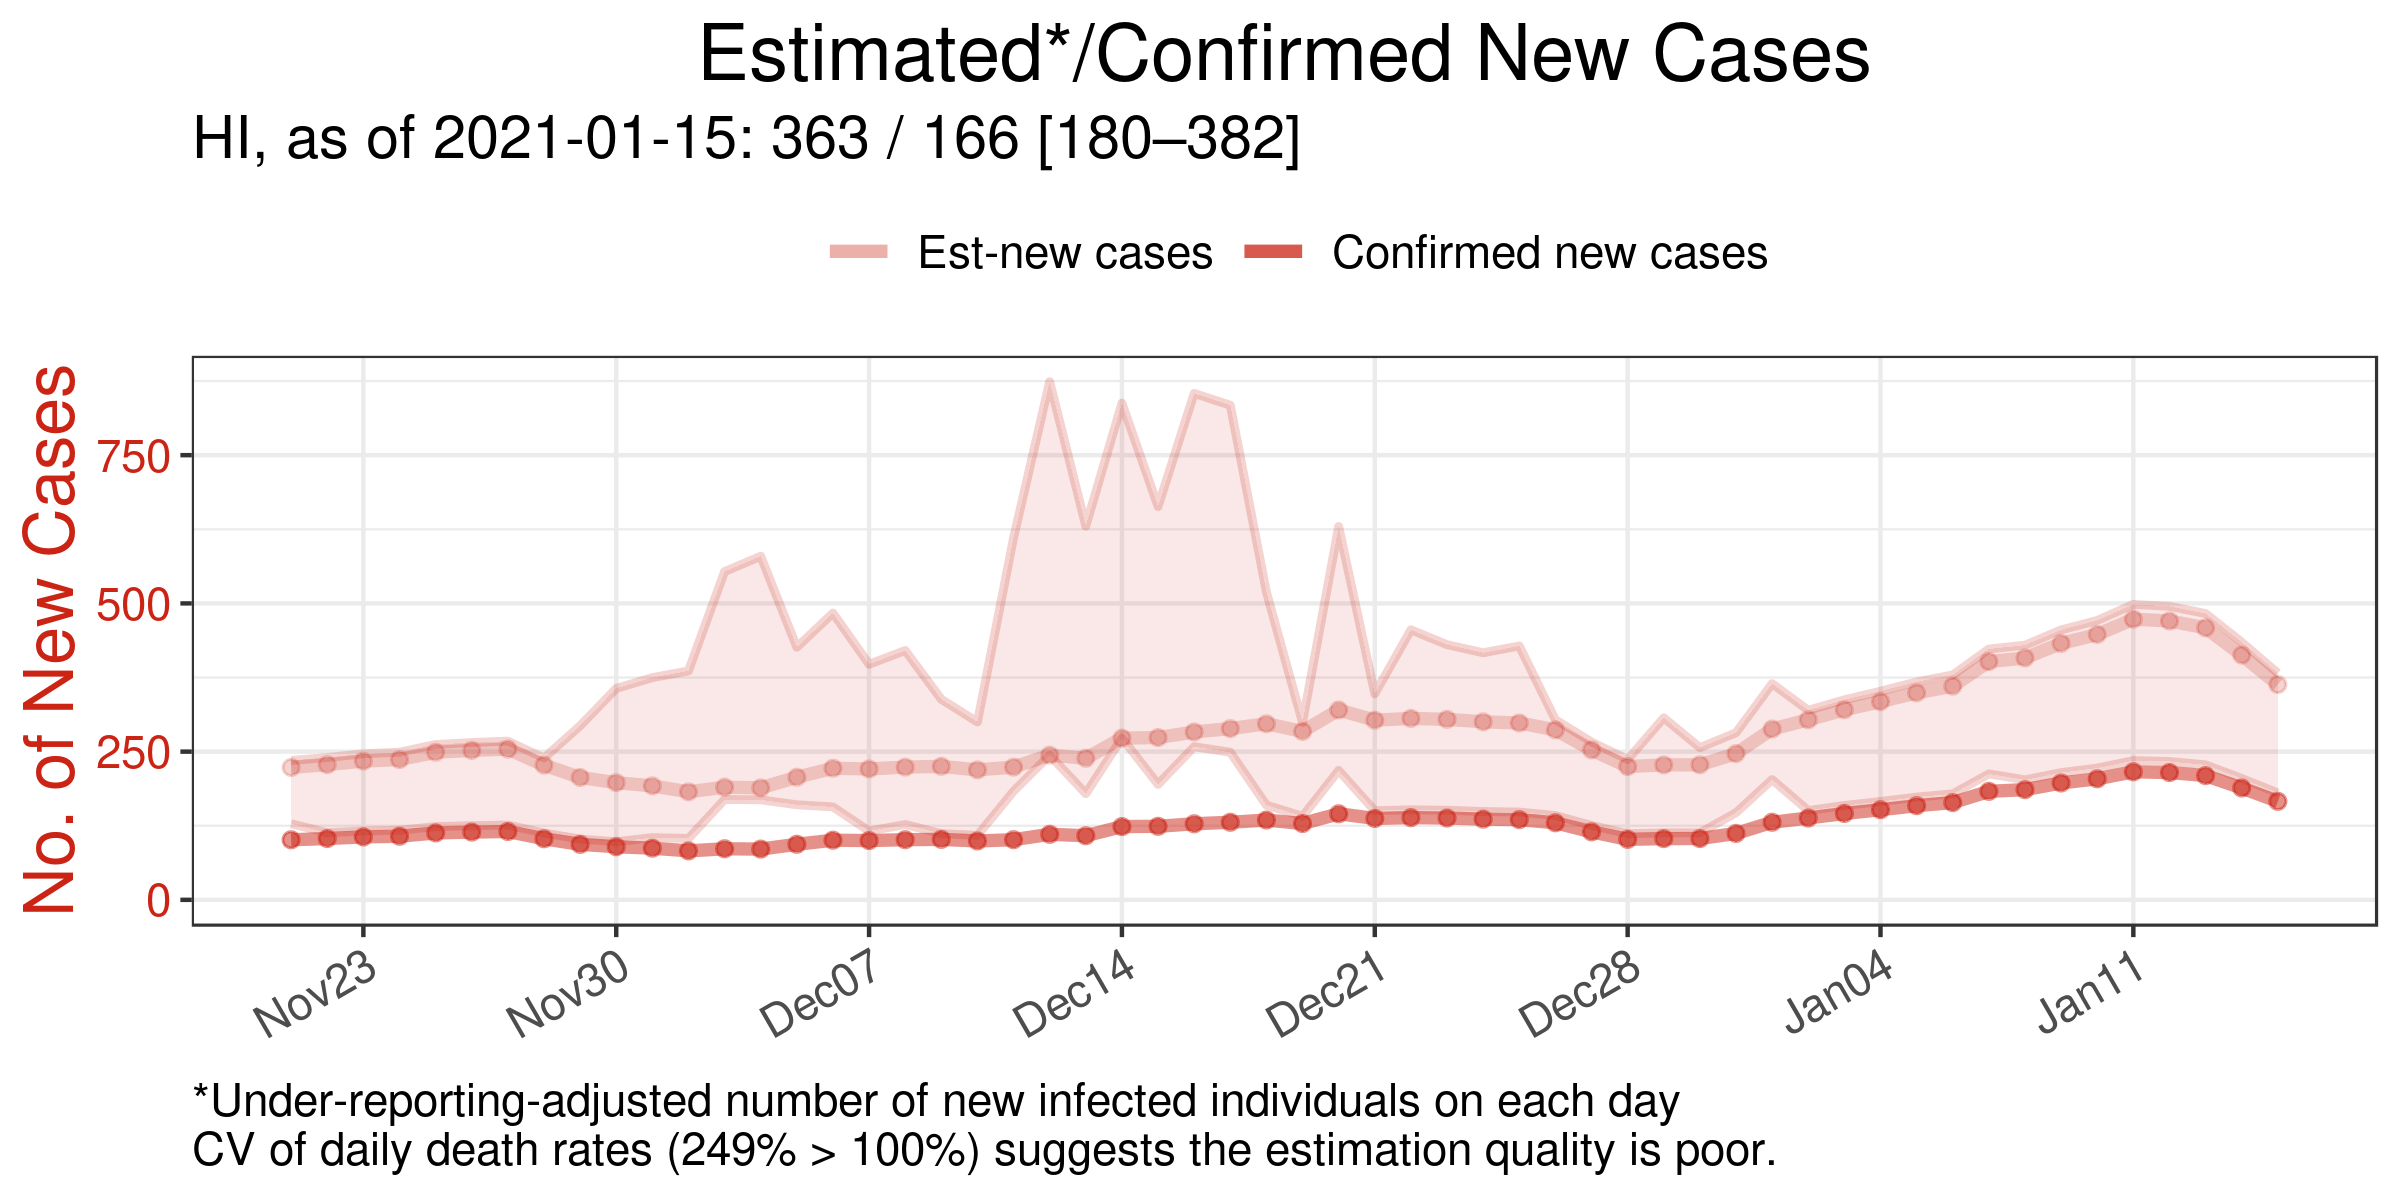 Estimated*/Confirmed New Cases
HI, as of 2021-01-15: 363 / 166 [180–382]
Est-new cases
Confirmed new cases
No. of New Cases
750
500
250
0
Nov23
Nov30
Dec07
Dec14
Dec21
Dec28
Jan04
Jan11
*Under-reporting-adjusted number of new infected individuals on each day
CV of daily death rates (249% > 100%) suggests the estimation quality is poor.